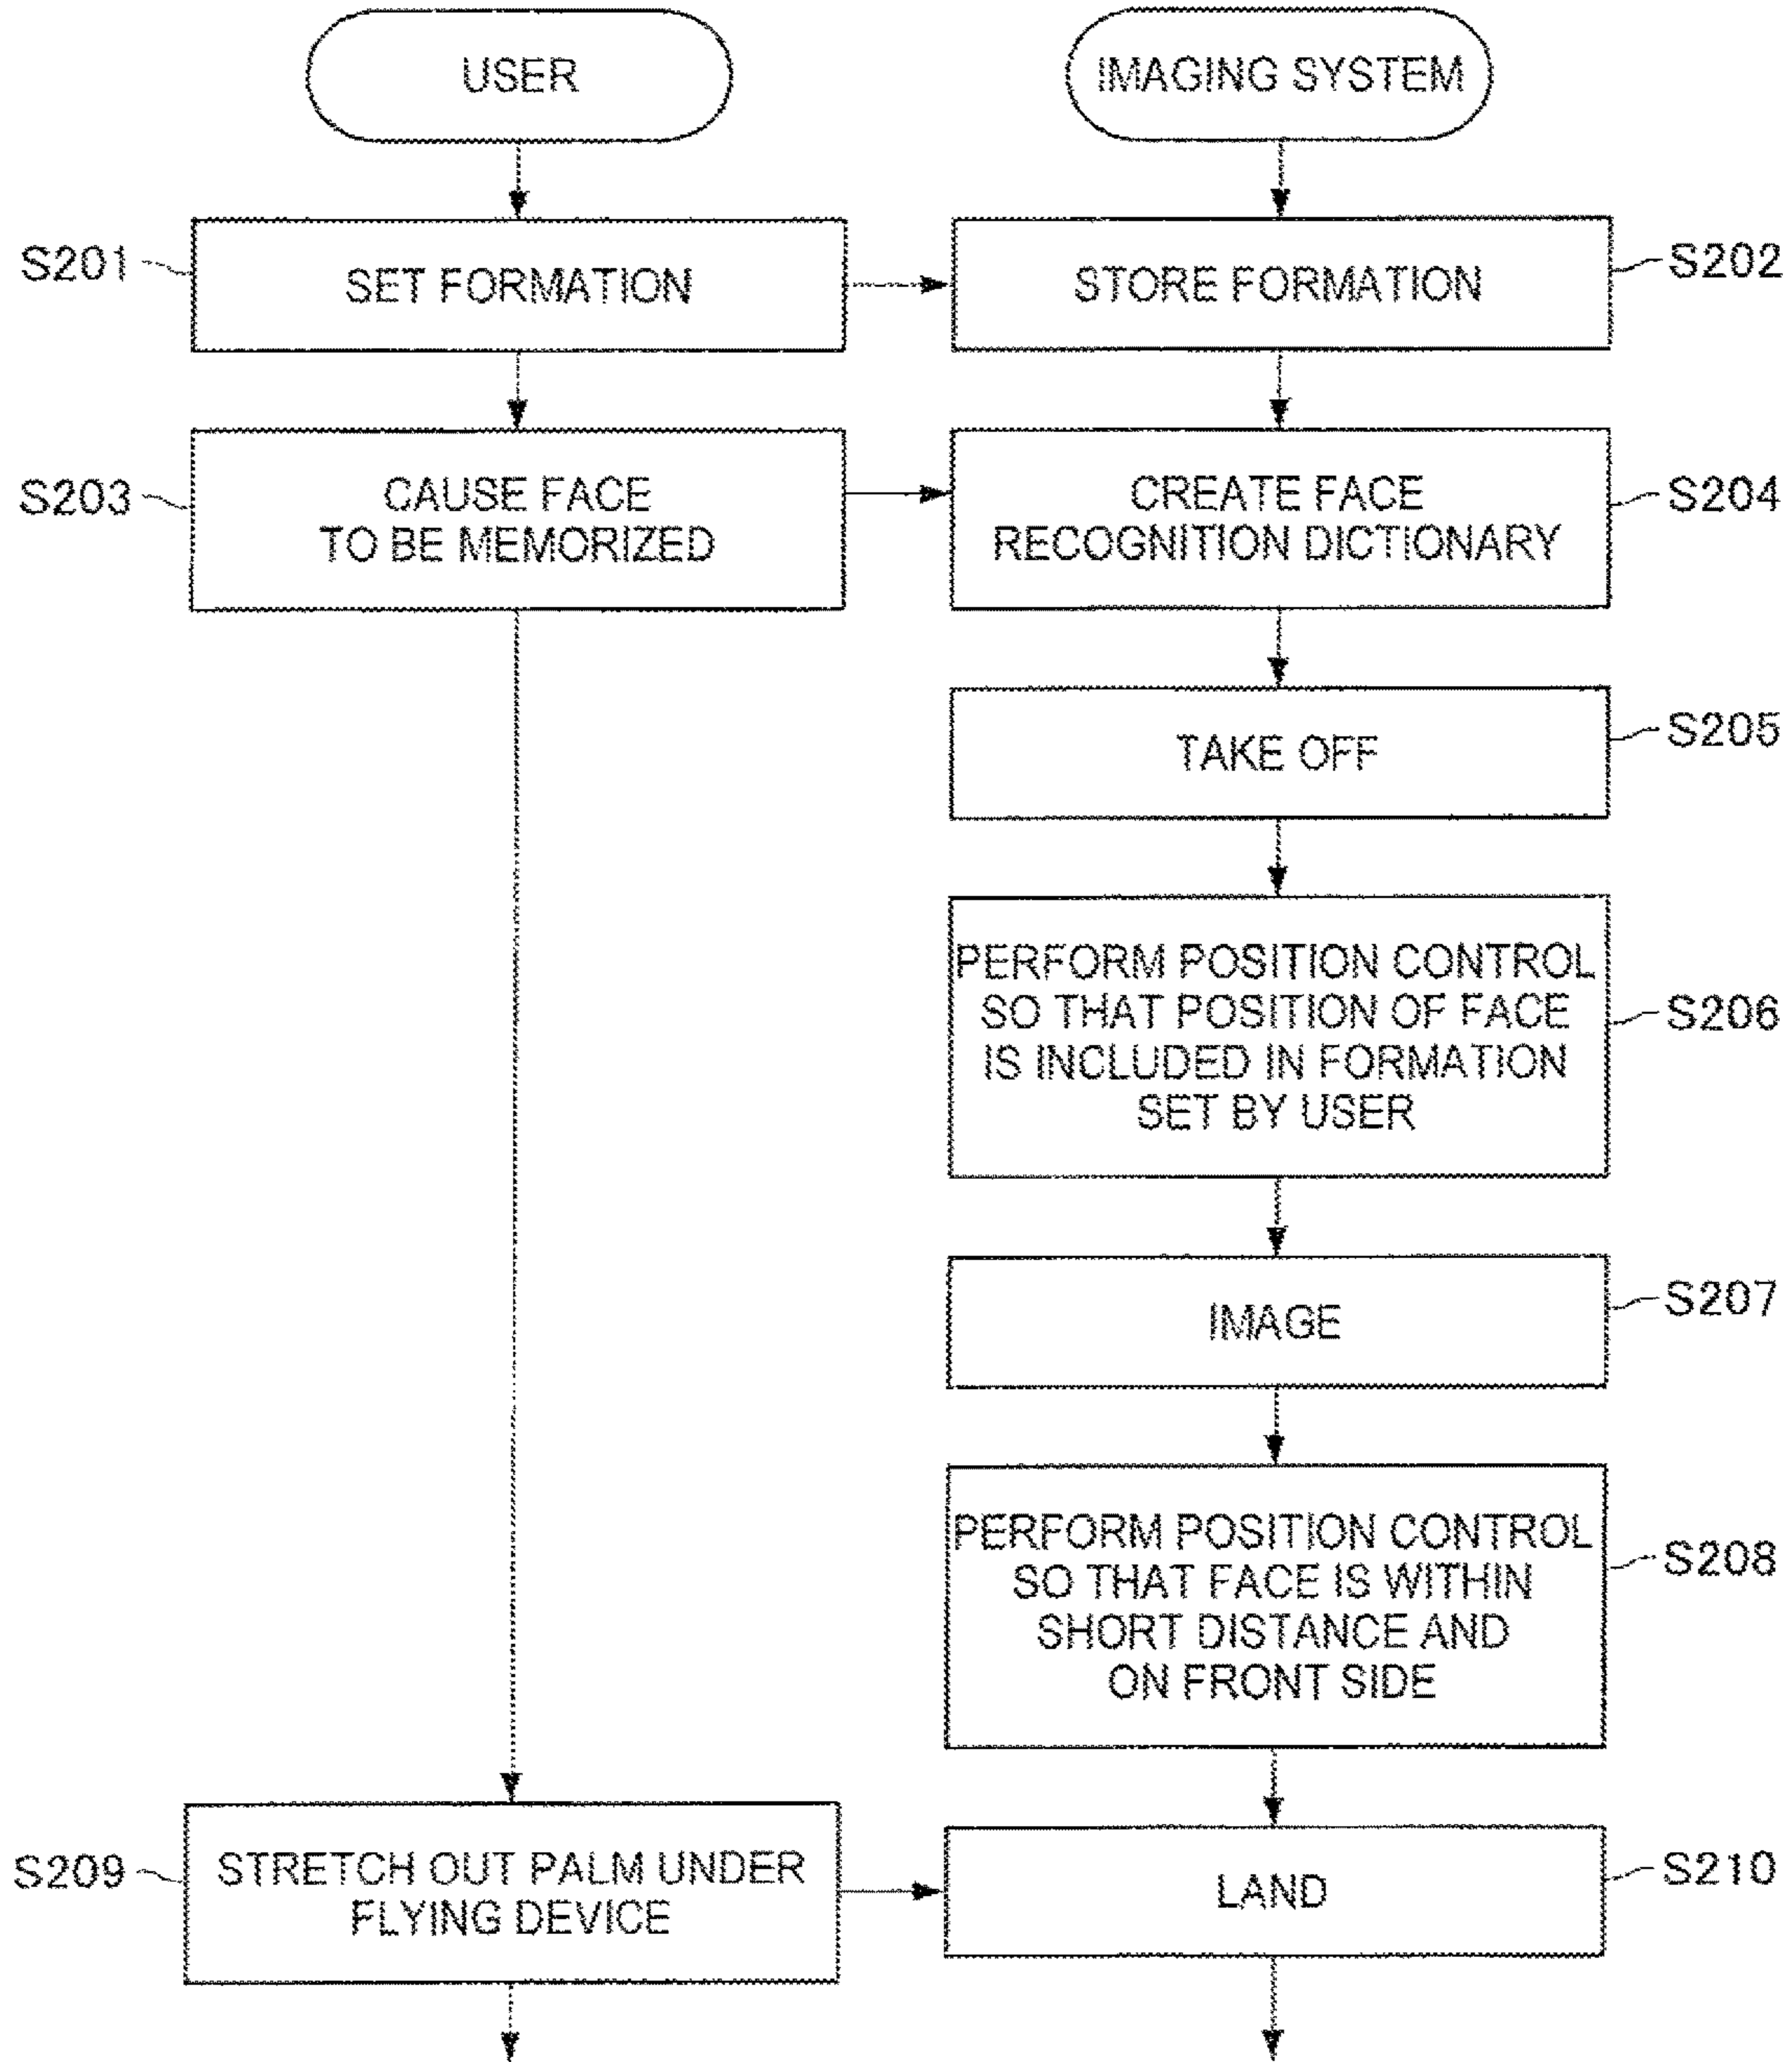 USER
IMAGING SYSTEM
S201
SET FORMATION
STORE FORMATION
S202
S203
CAUSE FACE
TO BE MEMORIZED
CREATE FACE
RECOGNITION DICTIONARY
S204
TAKE OFF
S205
PERFORM POSITION CONTROL
SO THAT POSITION OF FACE
IS INCLUDED IN FORMATION
SET BY USER
S206
IMAGE
S207
PERFORM POSITION CONTROL
SO THAT FACE IS WITHIN
SHORT DISTANCE AND
ON FRONT SIDE
S208
S209
STRETCH OUT PALM UNDER
FLYING DEVICE
LAND
S210